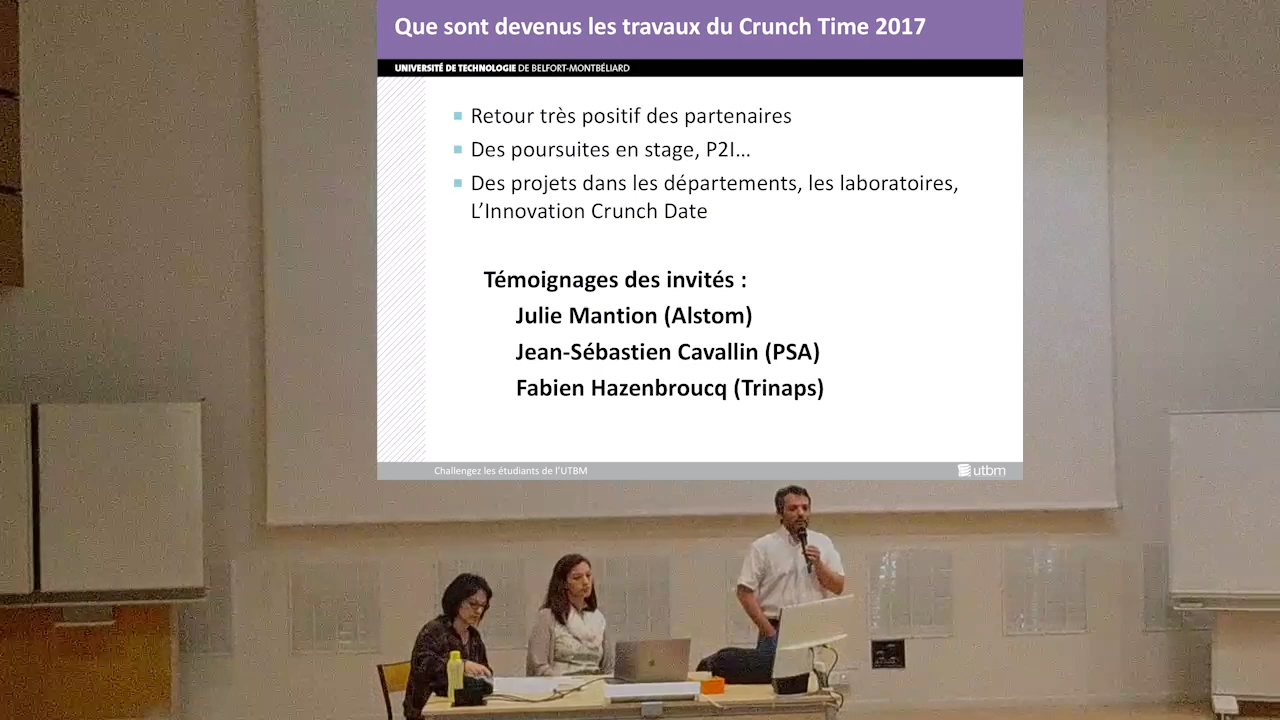 Que sont devenus les travaux du Crunch Time 2017
UNIVERSITÉ DE TECHNOLOGIE DE BELFORT-MONTBÉLIARD
Retour très positif des partenaires
Des poursuites en stage, P2I...
Des projets dans les départements, les laboratoires,
L'Innovation Crunch Date
Témoignages des invités :
Julie Mantion (Alstom)
Jean-Sébastien Cavallin (PSA)
Fabien Hazenbroucq (Trinaps)
Challengez les étudiants de l'UTBM
utbm